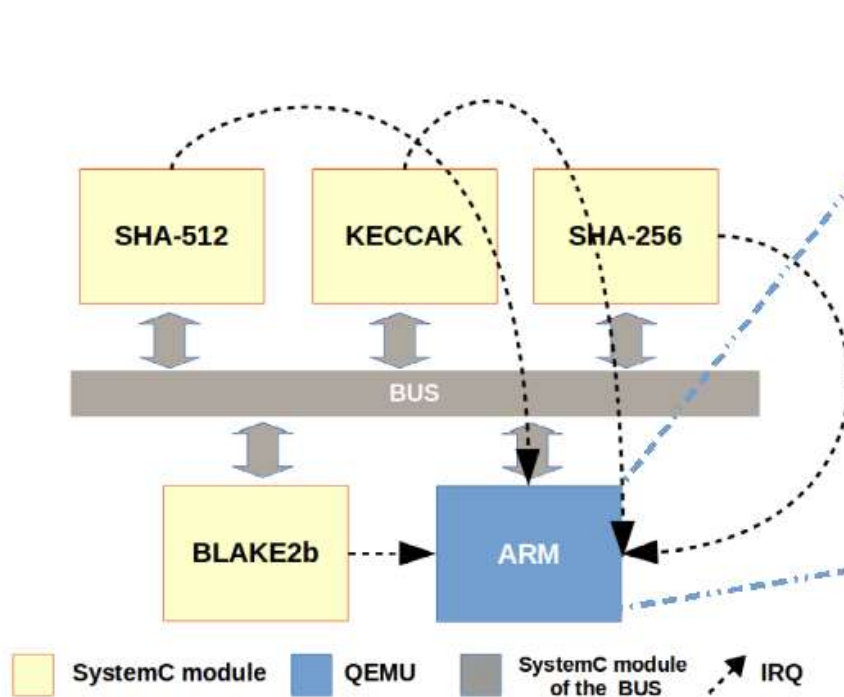 SHA-512
KECCAK
SHA-256
BUS
BLAKE2b
ARM
SystemC module
QEMU
SystemC module
of the BUS
IRQ